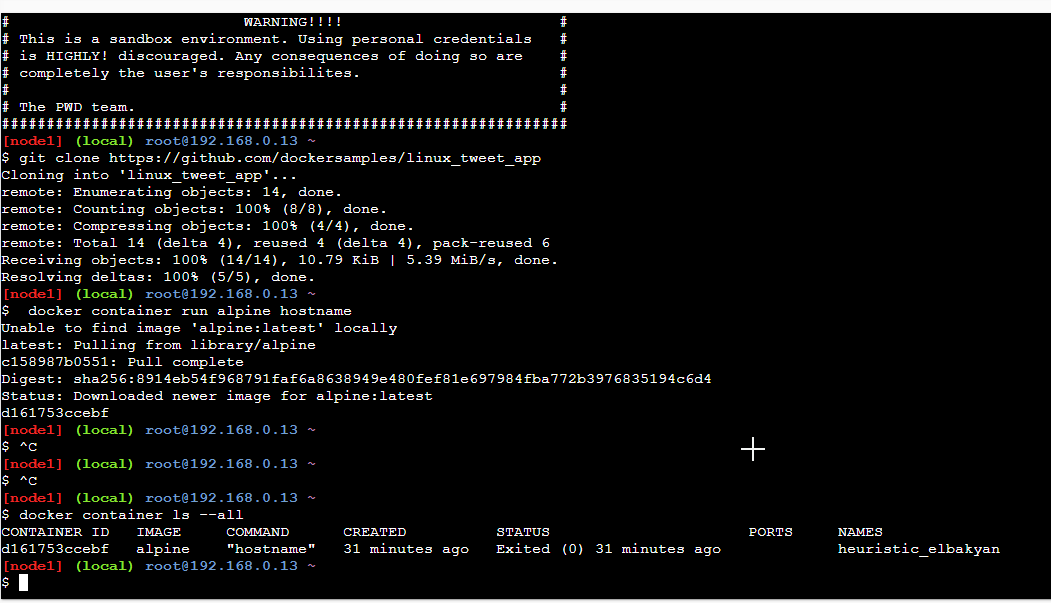 #                          WARNING!!!!                        #
# This is a sandbox environment. Using personal credentials   #
# is HIGHLY! discouraged. Any consequences of doing so are    #
# completely the user's responsibilites.                      #
#                                                             #
# The PWD team.                                               #
###############################################################
[node1] (local) root@192.168.0.13 ~
$ git clone https://github.com/dockersamples/linux_tweet_app
Cloning into 'linux_tweet_app'...
remote: Enumerating objects: 14, done.
remote: Counting objects: 100% (8/8), done.
remote: Compressing objects: 100% (4/4), done.
remote: Total 14 (delta 4), reused 4 (delta 4), pack-reused 6
Receiving objects: 100% (14/14), 10.79 KiB | 5.39 MiB/s, done.
Resolving deltas: 100% (5/5), done.
[node1] (local) root@192.168.0.13 ~
$  docker container run alpine hostname
Unable to find image 'alpine:latest' locally
latest: Pulling from library/alpine
c158987b0551: Pull complete
Digest: sha256:8914eb54f968791faf6a8638949e480fef81e697984fba772b3976835194c6d4
Status: Downloaded newer image for alpine:latest
d161753ccebf
[node1] (local) root@192.168.0.13 ~
$ ^C
[node1] (local) root@192.168.0.13 ~
$ ^C
[node1] (local) root@192.168.0.13 ~
$ docker container ls --all
CONTAINER ID   IMAGE     COMMAND      CREATED          STATUS                      PORTS     NAMES
d161753ccebf   alpine    "hostname"   31 minutes ago   Exited (0) 31 minutes ago             heuristic_elbakyan
[node1] (local) root@192.168.0.13 ~
$